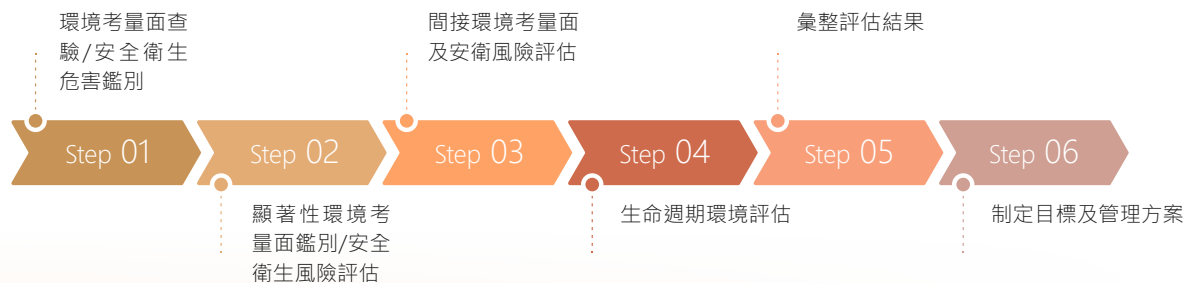 環境考量面查
驗/安全衛生
危害鑑別
間接環境考量面
及安衛風險評估
彙整評估結果
Step 01
Step 02
Step 03
Step 04
Step 05
Step 06
顯著性環境考
量面鑑別/安全
衛生風險評估
生命週期環境評估
制定目標及管理方案